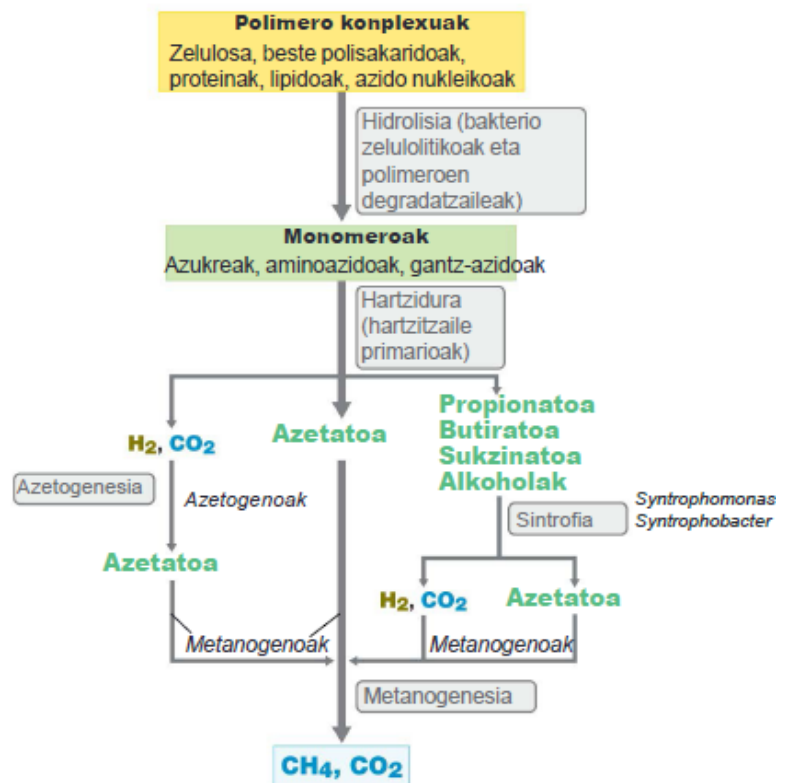 Polimero konplexuak
Zelulosa, beste polisakaridoak,
proteinak, lipidoak, azido nukleikoak
Hidrolisia (bakterio
zelulolitikoak eta
polimeroen
degradatzaileak)
Monomeroak
Azukreak, aminoazidoak, gantz-azidoak
Hartzidura
(hartzitzaile
primarioak)
H₂, CO₂
Azetatoa
Propionatoa
Butiratoa
Sukzinatoa
Alkoholak
Azetogenesia
Azetogenoak
Sintrofia
Syntrophomonas
Syntrophobacter
Azetatoa
H₂, CO₂
Azetatoa
Metanogenoak
Metanogenoak
Metanogenesia
CH₄, CO₂